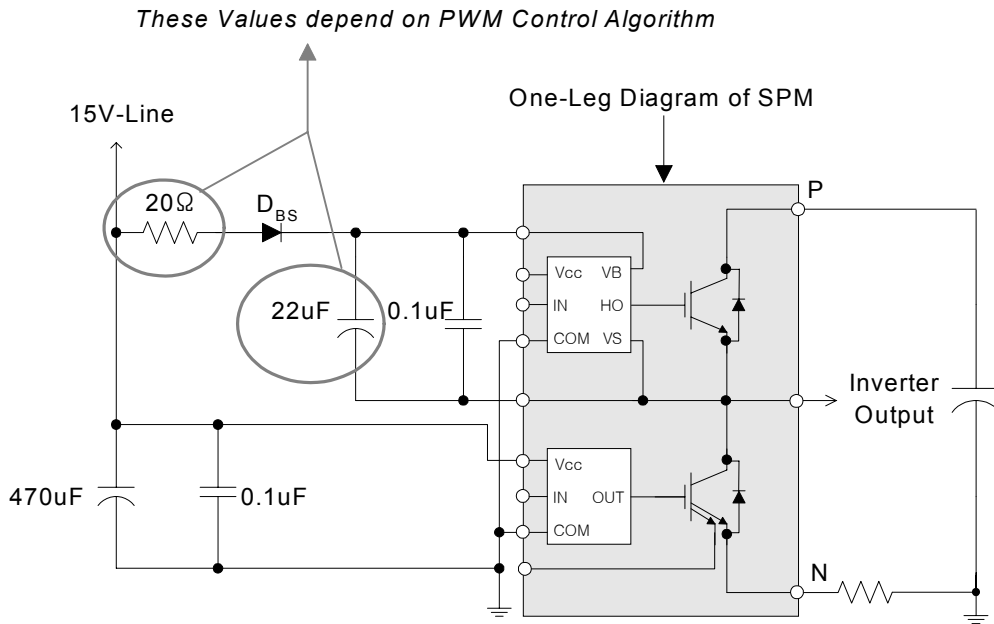 These Values depend on PWM Control Algorithm
One-Leg Diagram of SPM
15V-Line
P
20Ω
D_BS
Vcc
VB
IN
HO
COM
VS
22uF
0.1uF
Inverter
Output
Vcc
IN
OUT
COM
470uF
0.1uF
N